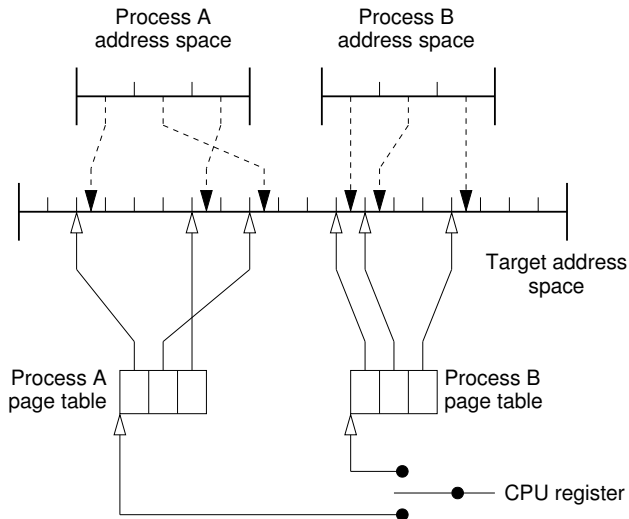 Process A
address space
Process B
address space
Target address
space
Process A
page table
Process B
page table
CPU register